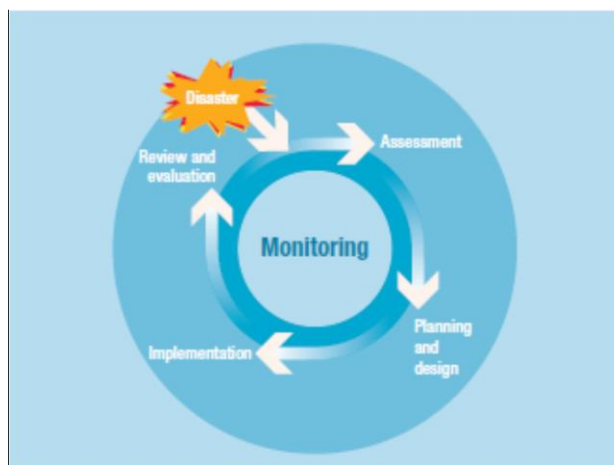 Disaster
Assessment
Review and
evaluation
Monitoring
Planning
and
design
Implementation